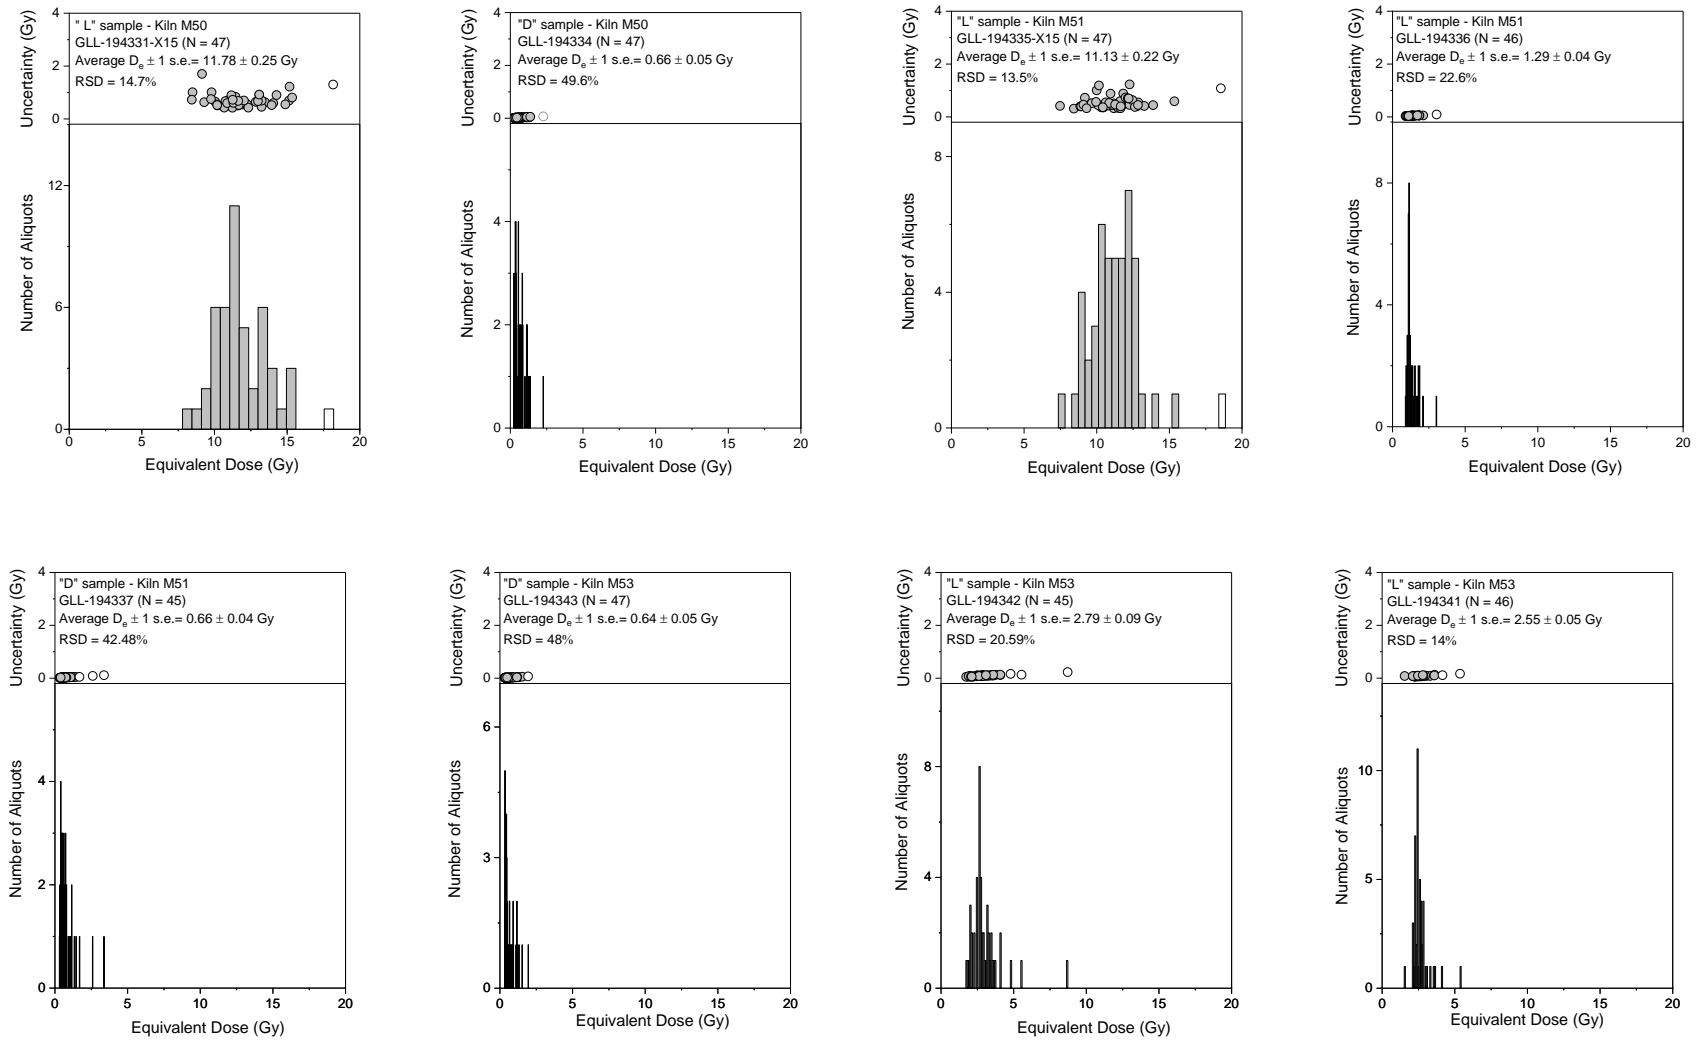 " L" sample - Kiln M50
GLL-194331-X15 (N = 47)
Average De ± 1 s.e.= 11.78 ± 0.25 Gy
RSD = 14.7%
Uncertainty (Gy)
4
2
0
Number of Aliquots
12
6
0
0 5 10 15 20
Equivalent Dose (Gy)
"D" sample - Kiln M50
GLL-194334 (N = 47)
Average De ± 1 s.e.= 0.66 ± 0.05 Gy
RSD = 49.6%
Uncertainty (Gy)
4
2
0
Number of Aliquots
4
2
0
0 5 10 15 20
Equivalent Dose (Gy)
"L" sample - Kiln M51
GLL-194335-X15 (N = 47)
Average De ± 1 s.e.= 11.13 ± 0.22 Gy
RSD = 13.5%
Uncertainty (Gy)
4
2
0
Number of Aliquots
8
4
0
0 5 10 15 20
Equivalent Dose (Gy)
"L" sample - Kiln M51
GLL-194336 (N = 46)
Average De ± 1 s.e.= 1.29 ± 0.04 Gy
RSD = 22.6%
Uncertainty (Gy)
4
2
0
Number of Aliquots
8
4
0
0 5 10 15 20
Equivalent Dose (Gy)
"D" sample - Kiln M51
GLL-194337 (N = 45)
Average De ± 1 s.e.= 0.66 ± 0.04 Gy
RSD = 42.48%
Uncertainty (Gy)
4
2
0
Number of Aliquots
4
2
0
0 5 10 15 20
Equivalent Dose (Gy)
"D" sample - Kiln M53
GLL-194343 (N = 47)
Average De ± 1 s.e.= 0.64 ± 0.05 Gy
RSD = 48%
Uncertainty (Gy)
4
2
0
Number of Aliquots
6
3
0
0 5 10 15 20
Equivalent Dose (Gy)
"L" sample - Kiln M53
GLL-194342 (N = 45)
Average De ± 1 s.e.= 2.79 ± 0.09 Gy
RSD = 20.59%
Uncertainty (Gy)
4
2
0
Number of Aliquots
8
4
0
0 5 10 15 20
Equivalent Dose (Gy)
"L" sample - Kiln M53
GLL-194341 (N = 46)
Average De ± 1 s.e.= 2.55 ± 0.05 Gy
RSD = 14%
Uncertainty (Gy)
4
2
0
Number of Aliquots
10
5
0
0 5 10 15 20
Equivalent Dose (Gy)